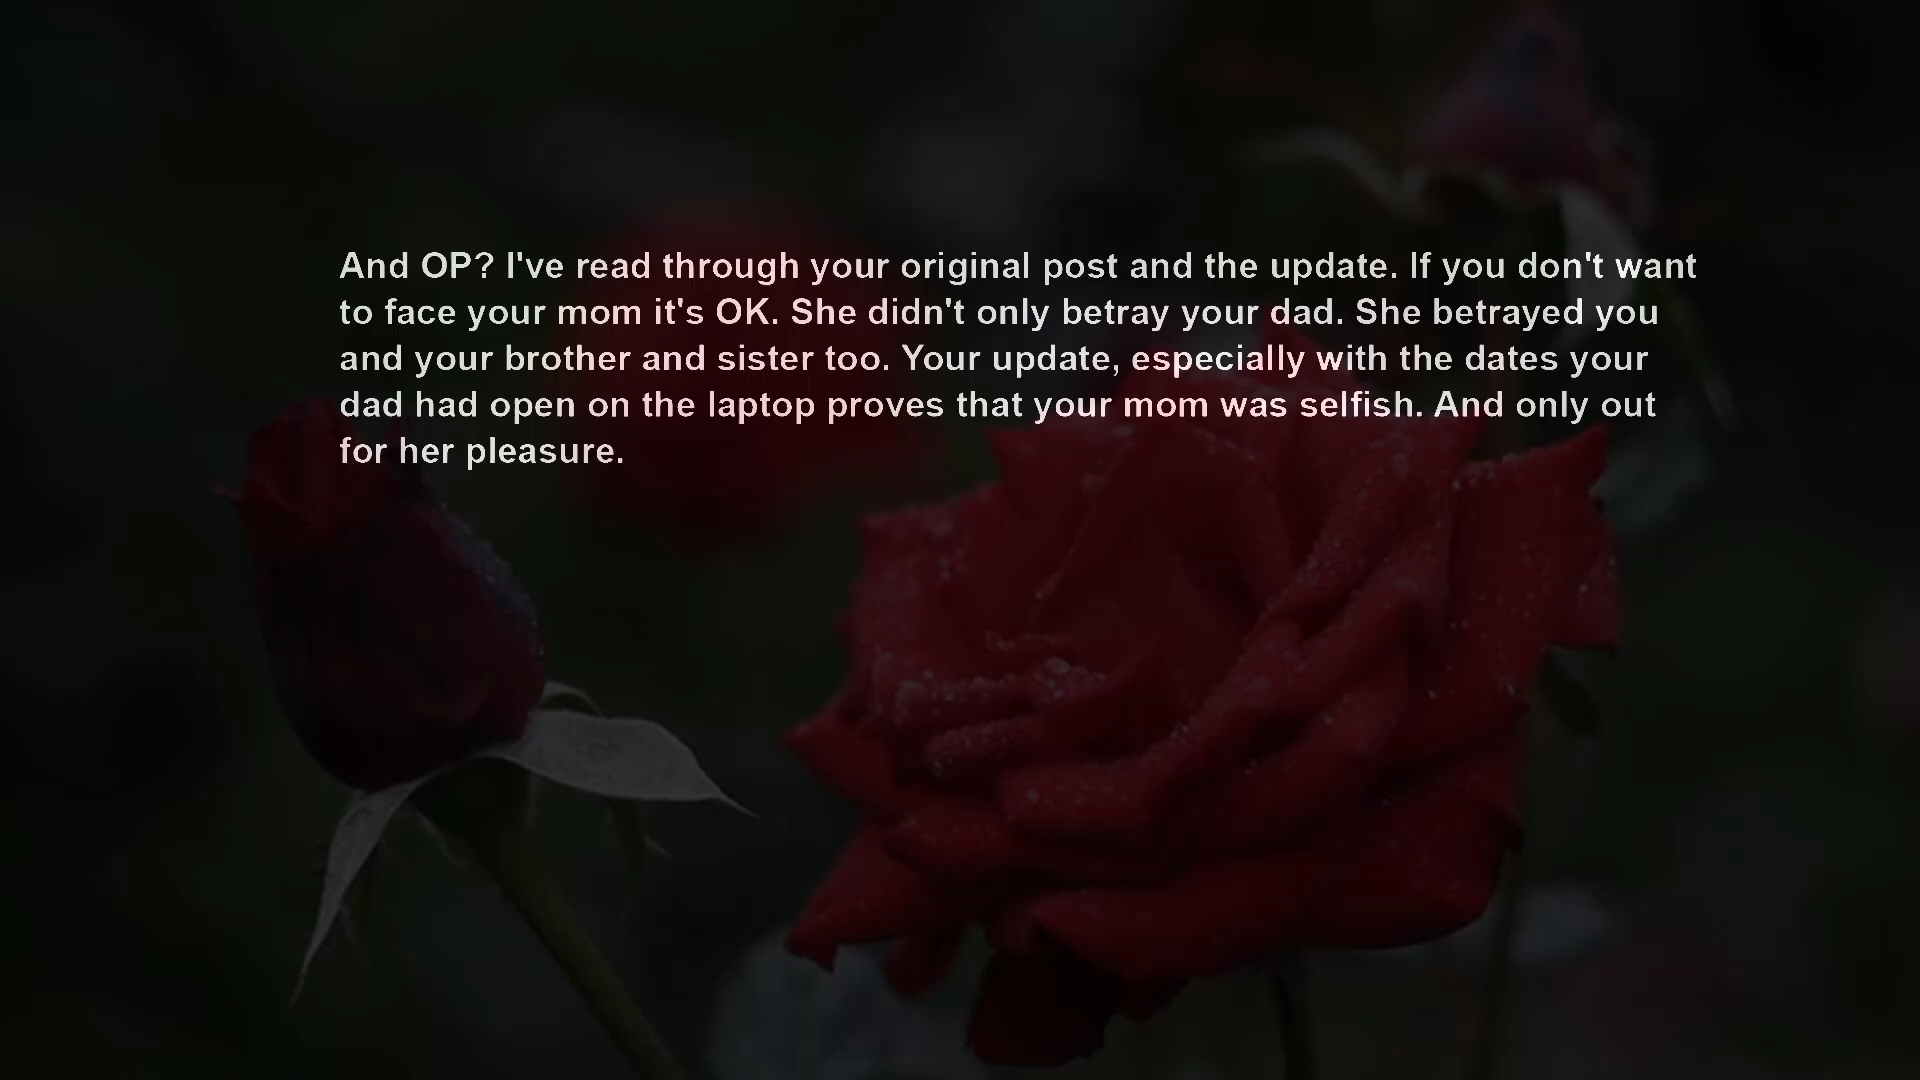 And OP? I've read through your original post and the update. If you don't want
to face your mom it's OK. She didn't only betray your dad. She betrayed you
and your brother and sister too. Your update, especially with the dates your
dad had open on the laptop proves that your mom was selfish. And only out
for her pleasure.